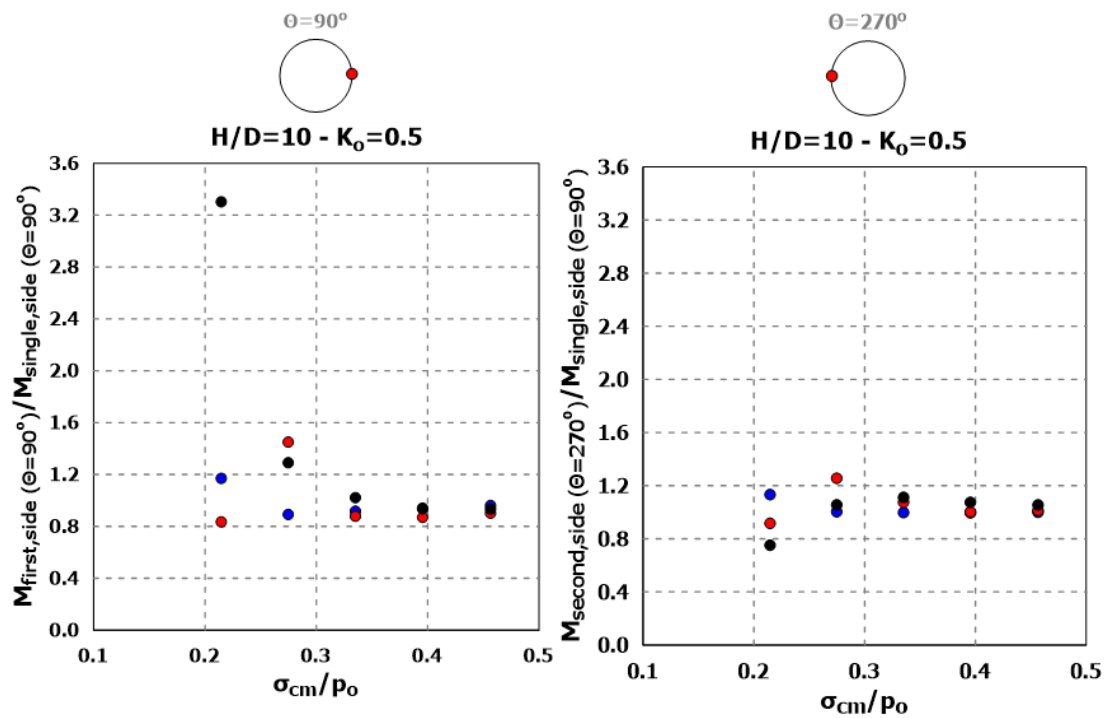 Θ=90°
H/D=10 - Ko=0.5
Mfirst,side (Θ=90°)/Msingle,side (Θ=90°)
3.6
3.2
2.8
2.4
2.0
1.6
1.2
0.8
0.4
0.0
0.1 0.2 0.3 0.4 0.5
σcm/po
Θ=270°
H/D=10 - Ko=0.5
Msecond,side (Θ=270°)/Msingle,side (Θ=90°)
3.6
3.2
2.8
2.4
2.0
1.6
1.2
0.8
0.4
0.0
0.1 0.2 0.3 0.4 0.5
σcm/po